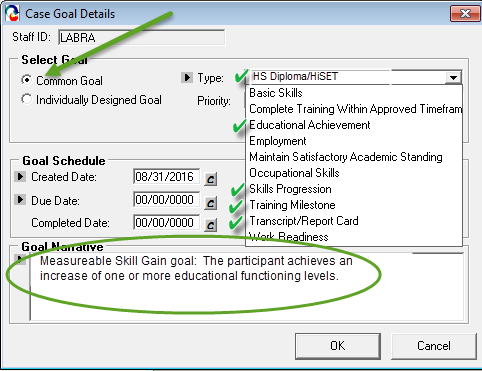 Case Goal Details
Staff ID: LABRA
Select Goal
Common Goal
Individually Designed Goal
Type: HS Diploma/HiSET
Priority:
Basic Skills
Complete Training Within Approved Timefram
Educational Achievement
Employment
Maintain Satisfactory Academic Standing
Occupational Skills
Skills Progression
Training Milestone
Transcript/Report Card
Work Readiness
Goal Schedule
Created Date: 08/31/2016 C
Due Date: 00/00/0000 C
Completed Date: 00/00/0000 C
Goal Narrative
Measureable Skill Gain goal: The participant achieves an
increase of one or more educational functioning levels.
OK Cancel